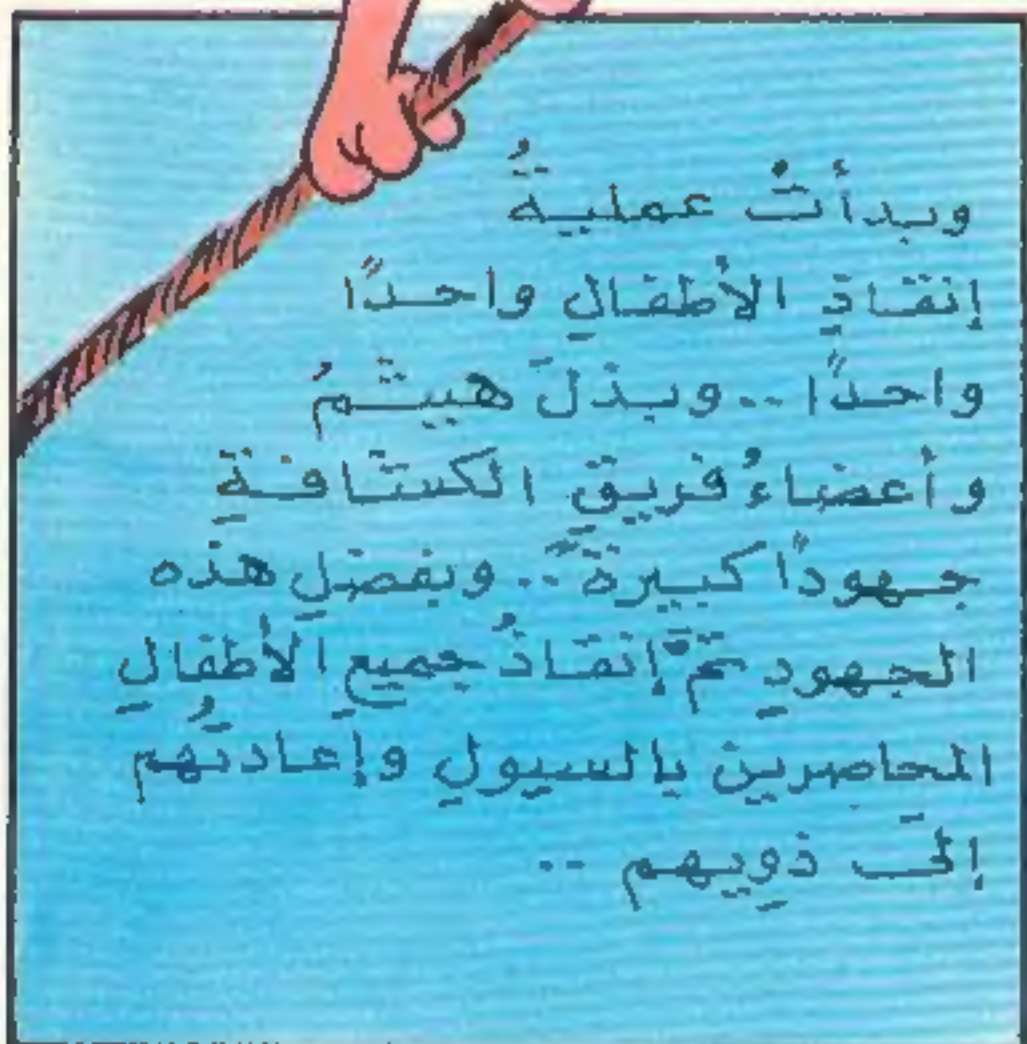 وبدأتْ عمليةُ
إنقاذِ الأطفالِ واحدًا
واحدًا .. وبذلَ هيثمُ
وأعضاءُ فريقِ الكشافةِ
جهودًا كبيرةً .. وبفضلِ هذه
الجهودِ تمَّ إنقاذُ جميعِ الأطفالِ
المحاصرينَ بالسيولِ وإعادتُهم
إلى ذويهم ..